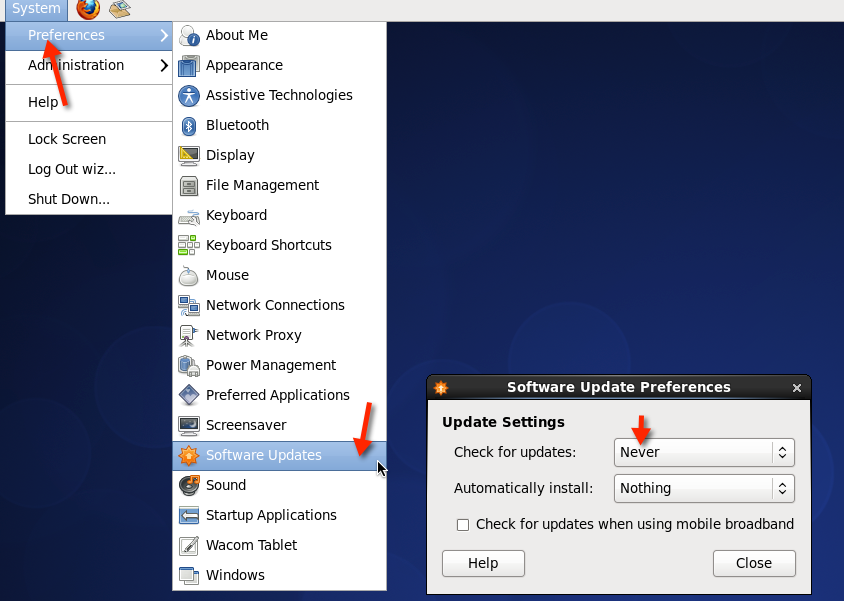 System
Preferences
Administration
Help
Lock Screen
Log Out wiz...
Shut Down...
About Me
Appearance
Assistive Technologies
Bluetooth
Display
File Management
Keyboard
Keyboard Shortcuts
Mouse
Network Connections
Network Proxy
Power Management
Preferred Applications
Screensaver
Software Updates
Sound
Startup Applications
Wacom Tablet
Windows
Software Update Preferences
Update Settings
Check for updates: Never
Automatically install: Nothing
Check for updates when using mobile broadband
Help Close